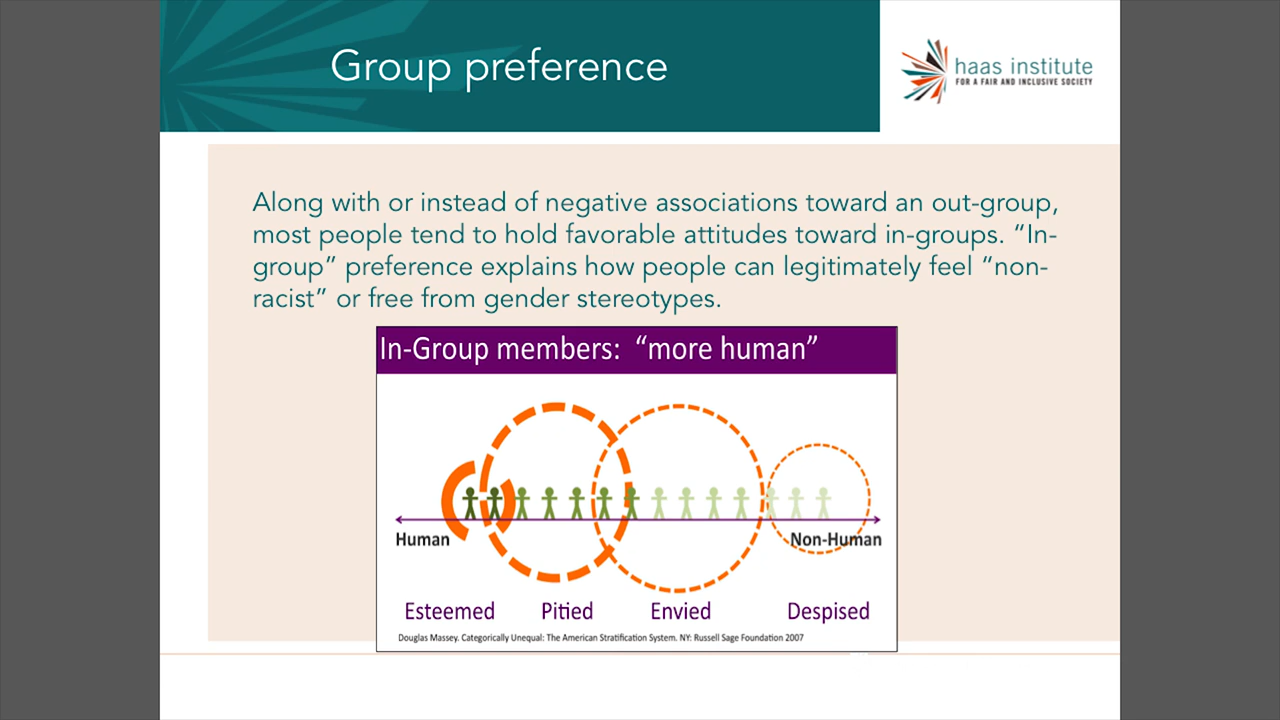 Group preference
haas institute
FOR A FAIR AND INCLUSIVE SOCIETY
Along with or instead of negative associations toward an out-group,
most people tend to hold favorable attitudes toward in-groups. “In-
group” preference explains how people can legitimately feel “non-
racist” or free from gender stereotypes.
In-Group members: “more human”
Human
Non-Human
Esteemed Pitied Envied Despised
Douglas Massey. Categorically Unequal: The American Stratification System. NY: Russell Sage Foundation 2007